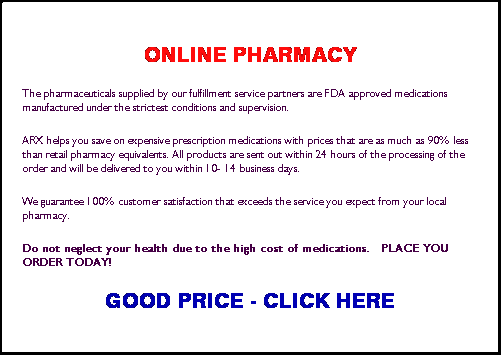 ONLINE PHARMACY
The pharmaceuticals supplied by our fulfillment service partners are FDA approved medications
manufactured under the strictest conditions and supervision.
ARX helps you save on expensive prescription medications with prices that are as much as 90% less
than retail pharmacy equivalents. All products are sent out within 24 hours of the processing of the
order and will be delivered to you within 10- 14 business days.
We guarantee 100% customer satisfaction that exceeds the service you expect from your local
pharmacy.
Do not neglect your health due to the high cost of medications. PLACE YOU
ORDER TODAY!
GOOD PRICE - CLICK HERE